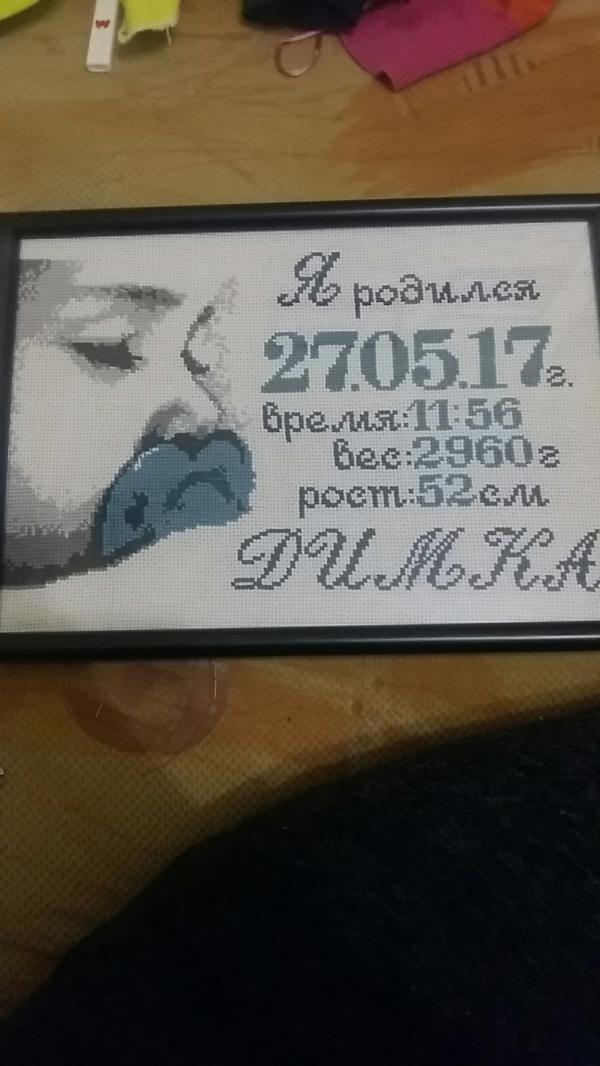 Я родился
27.05.17г.
время:11:56
вес:2960г
рост:52см
ДИМКА